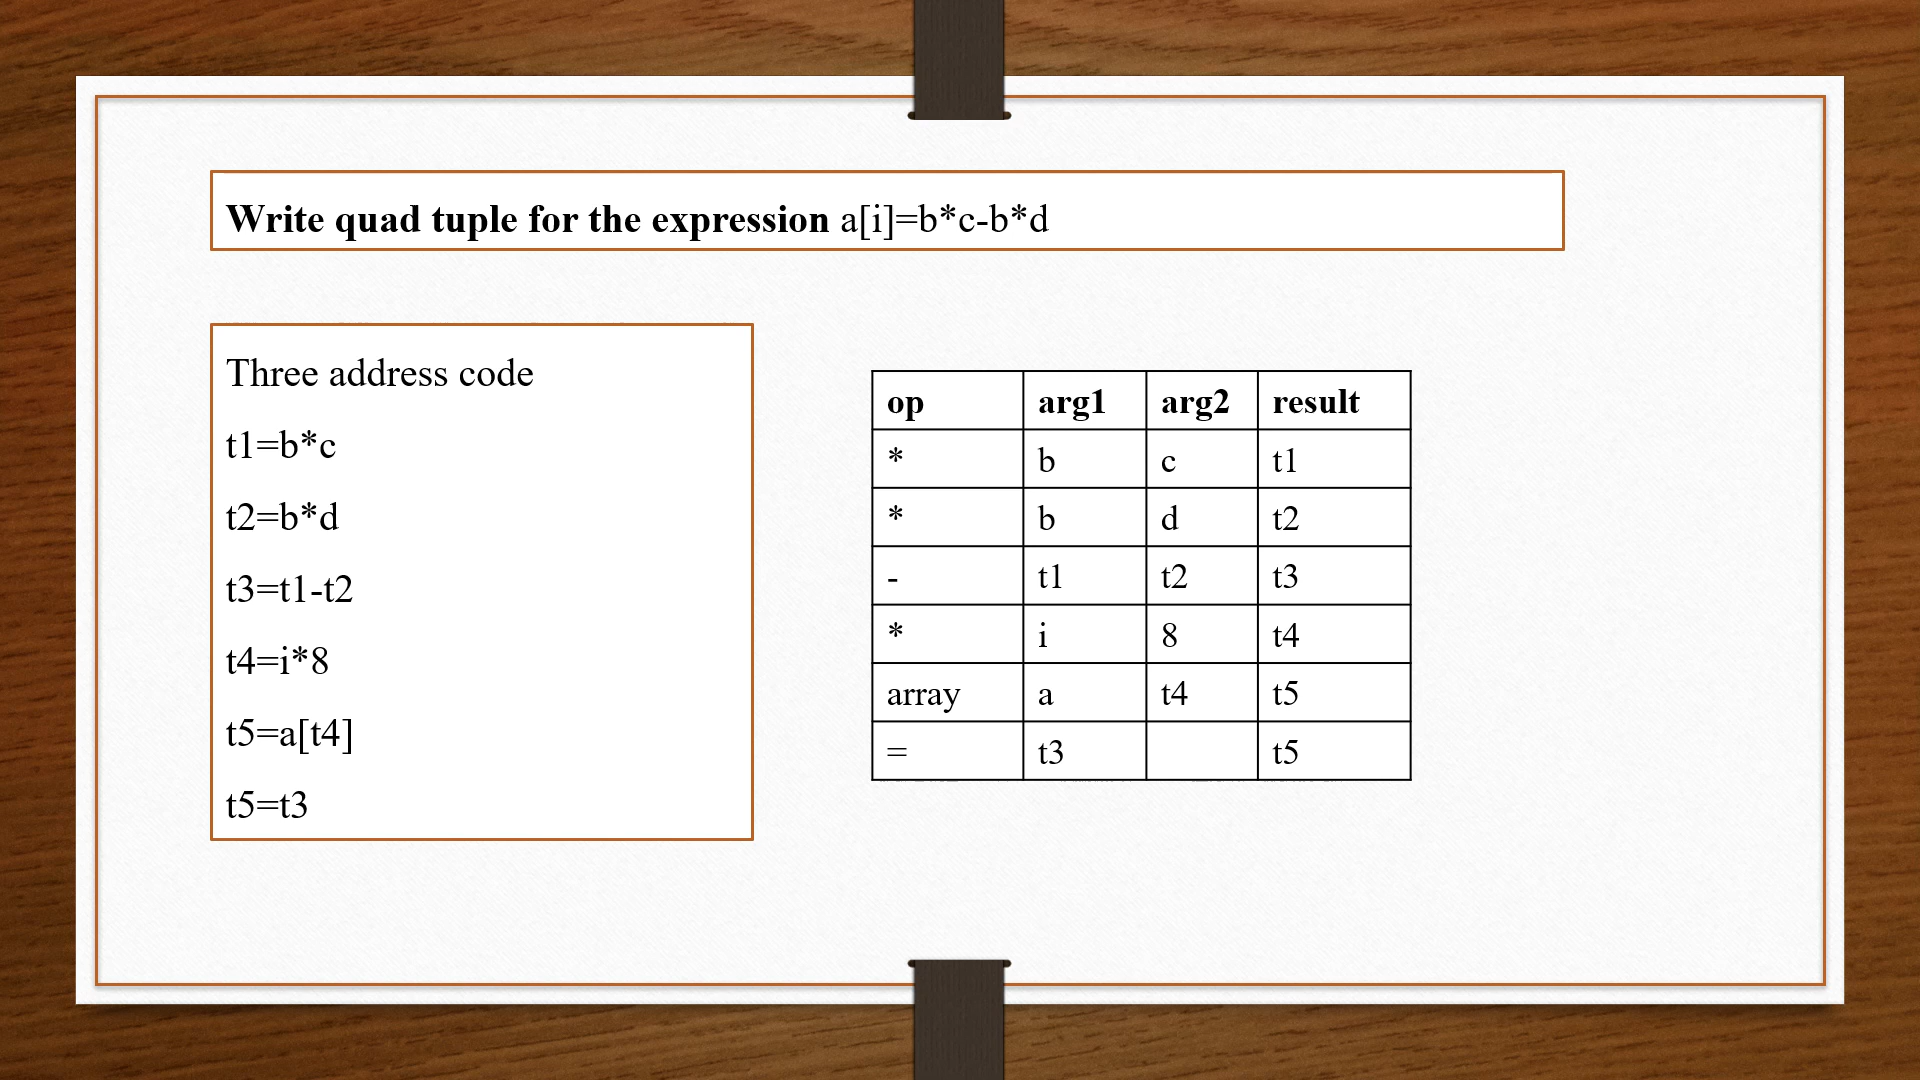 Write quad tuple for the expression a[i]=b*c-b*d
Three address code
t1=b*c
t2=b*d
t3=t1-t2
t4=i*8
t5=a[t4]
t5=t3
op arg1 arg2 result
* b c t1
* b d t2
- t1 t2 t3
* i 8 t4
array a t4 t5
= t3 t5